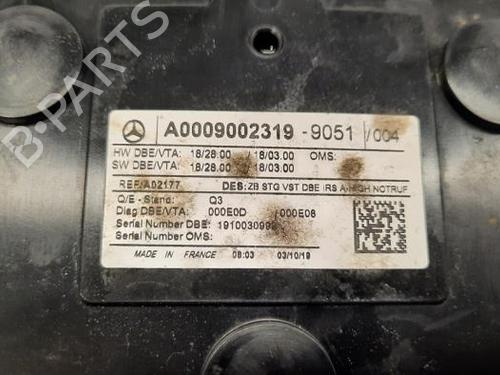 B-PARTS
A0009002319 - 9051 /004
HW DBE/VTA: 18/28.00 / 18/03.00 OMS:
SW DBE/VTA: 18/28.00 / 18/03.00
REF/A02177 DES: ZB STG VST DBE IRS A-HIGH NOTRUF
Q/E - Stand: Q3
Diag DBE/VTA: 000E0D /000E08
Serial Number DBE:
Serial Number OMS:
MADE IN FRANCE 08:03 03/10/19